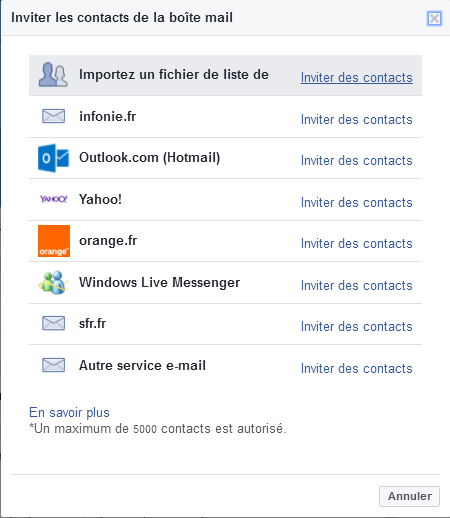 Inviter les contacts de la boîte mail
Importez un fichier de liste de Inviter des contacts
infonie.fr Inviter des contacts
Outlook.com (Hotmail) Inviter des contacts
YAHOO! Yahoo! Inviter des contacts
orange orange.fr Inviter des contacts
Windows Live Messenger Inviter des contacts
sfr.fr Inviter des contacts
Autre service e-mail Inviter des contacts
En savoir plus
*Un maximum de 5000 contacts est autorisé.
Annuler